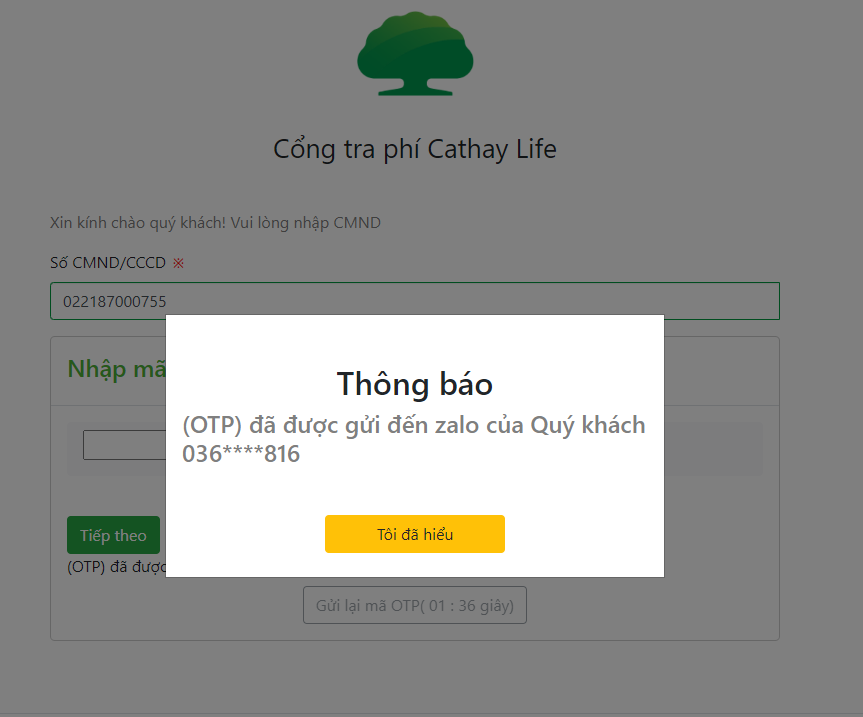 Cổng tra phí Cathay Life
Xin kính chào quý khách! Vui lòng nhập CMND
Số CMND/CCCD ※
022187000755
Nhập mã
Thông báo
(OTP) đã được gửi đến zalo của Quý khách
036****816
Tôi đã hiểu
Tiếp theo
(OTP) đã được
Gửi lại mã OTP( 01 : 36 giây)